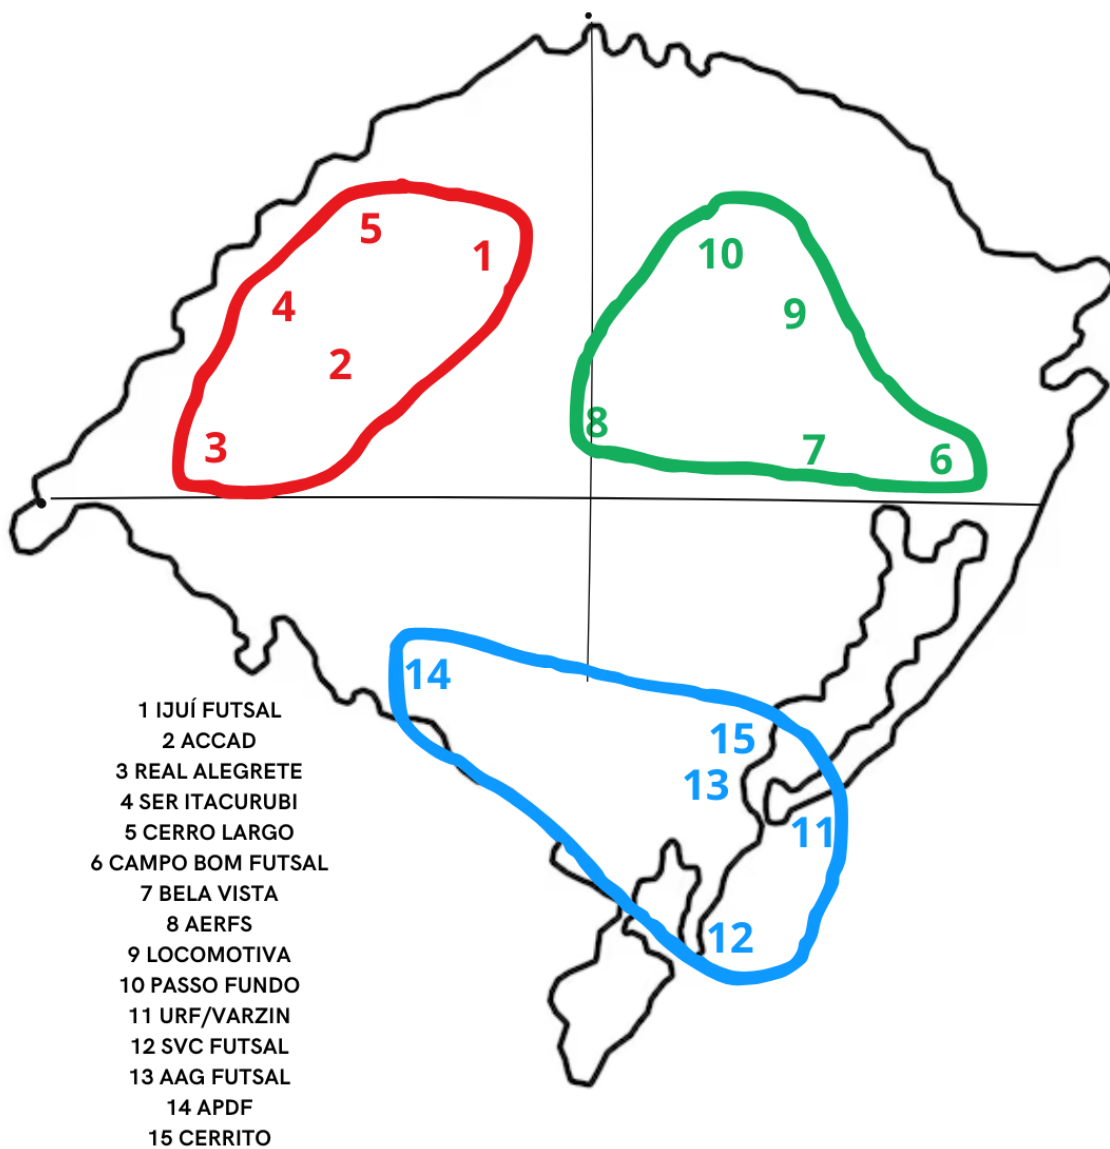 10
5
1
4
9
2
8
3
7
6
14
15
13
11
12
1 IJUÍ FUTSAL
2 ACCAD
3 REAL ALEGRETE
4 SER ITACURUBI
5 CERRO LARGO
6 CAMPO BOM FUTSAL
7 BELA VISTA
8 AERFS
9 LOCOMOTIVA
10 PASSO FUNDO
11 URF/VARZIN
12 SVC FUTSAL
13 AAG FUTSAL
14 APDF
15 CERRITO